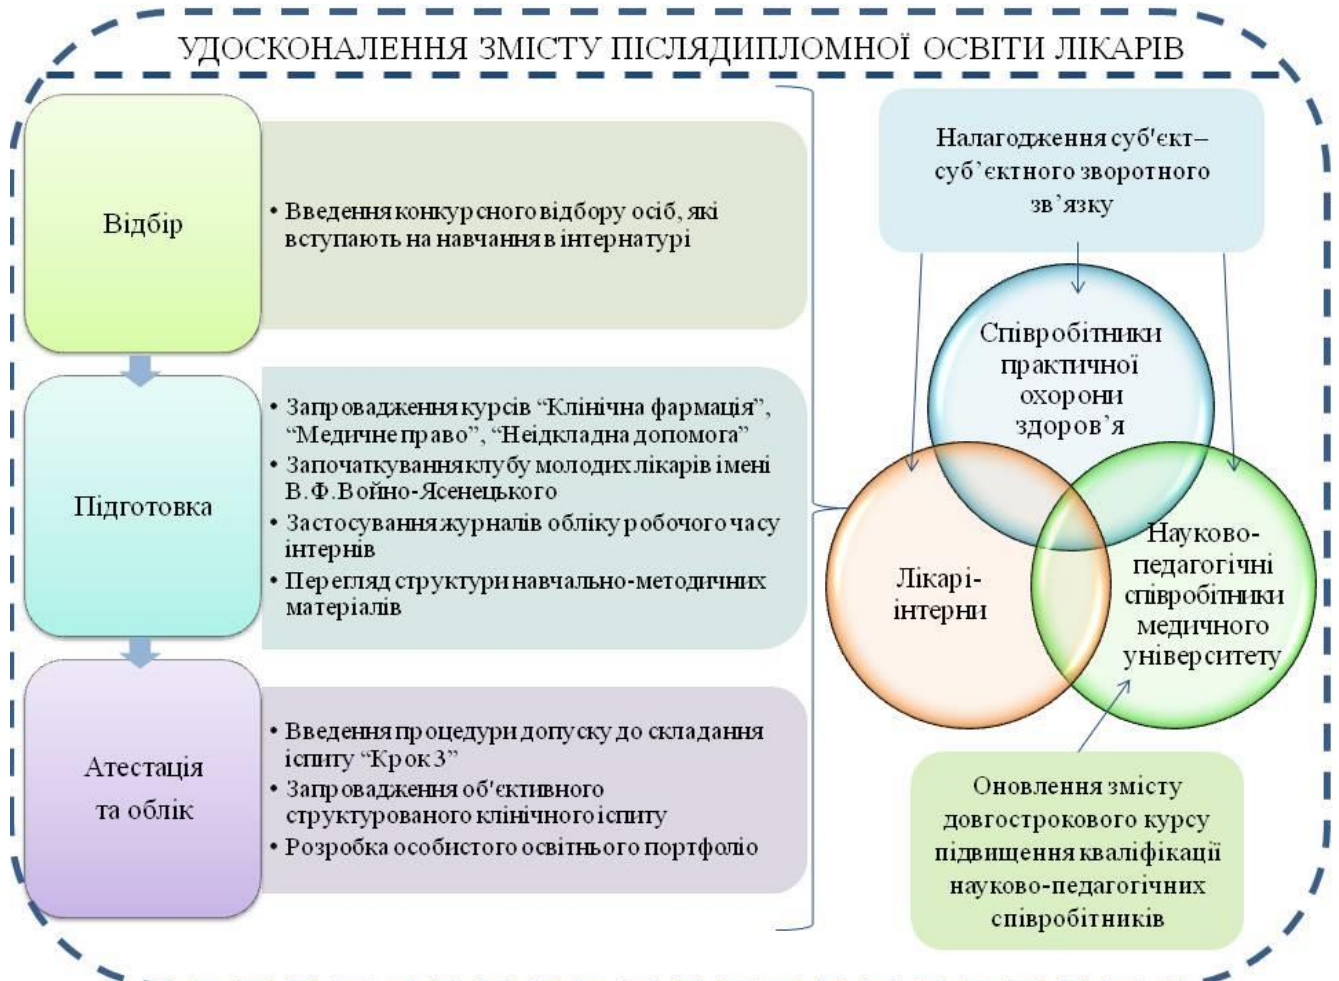 УДОСКОНАЛЕННЯ ЗМІСТУ ПІСЛЯДИПЛОМНОЇ ОСВІТИ ЛІКАРІВ
Відбір
• Введення конкурсного відбору осіб, які
вступають на навчання в інтернатурі
Підготовка
• Запровадження курсів “Клінічна фармація”,
“Медичне право”, “Неідкладна допомога”
• Започаткування клубу молодих лікарів імені
В.Ф.Войно-Ясенецького
• Застосування журналів обліку робочого часу
інтернів
• Перегляд структури навчально-методичних
матеріалів
Атестація
та облік
• Введення процедури допуску до складання
іспиту “Крок 3”
• Запровадження об'єктивного
структурованого клінічного іспиту
• Розробка особистого освітнього портфоліо
Налагодження суб'єкт–
суб’єктного зворотного
зв’язку
Співробітники
практичної
охорони
здоров’я
Лікарі-
інтерни
Науково-
педагогічні
співробітники
медичного
університету
Оновлення змісту
довгострокового курсу
підвищення кваліфікації
науково-педагогічних
співробітників